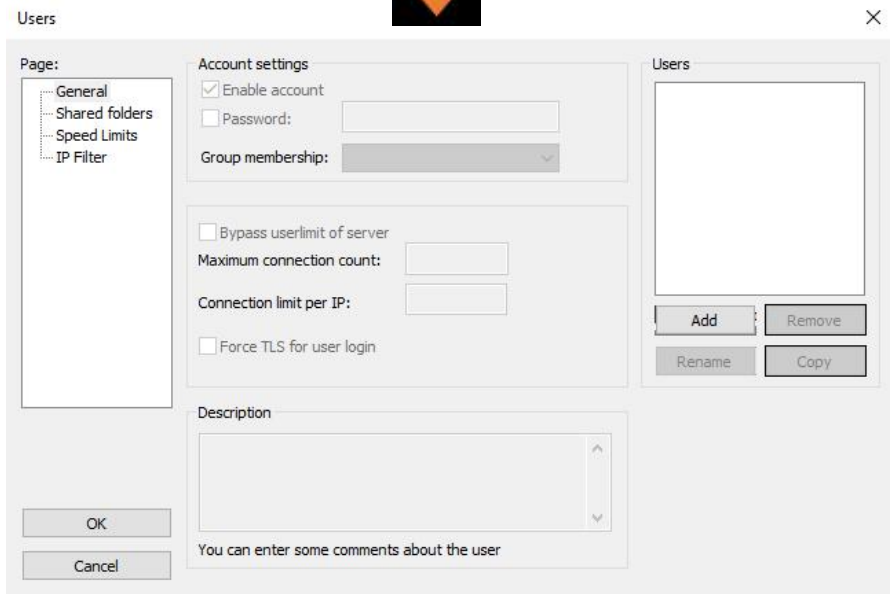 Users
Page:
General
Shared folders
Speed Limits
IP Filter
OK
Cancel
Account settings
Enable account
Password:
Group membership:
Bypass userlimit of server
Maximum connection count:
Connection limit per IP:
Force TLS for user login
Description
You can enter some comments about the user
Users
Add Remove
Rename Copy